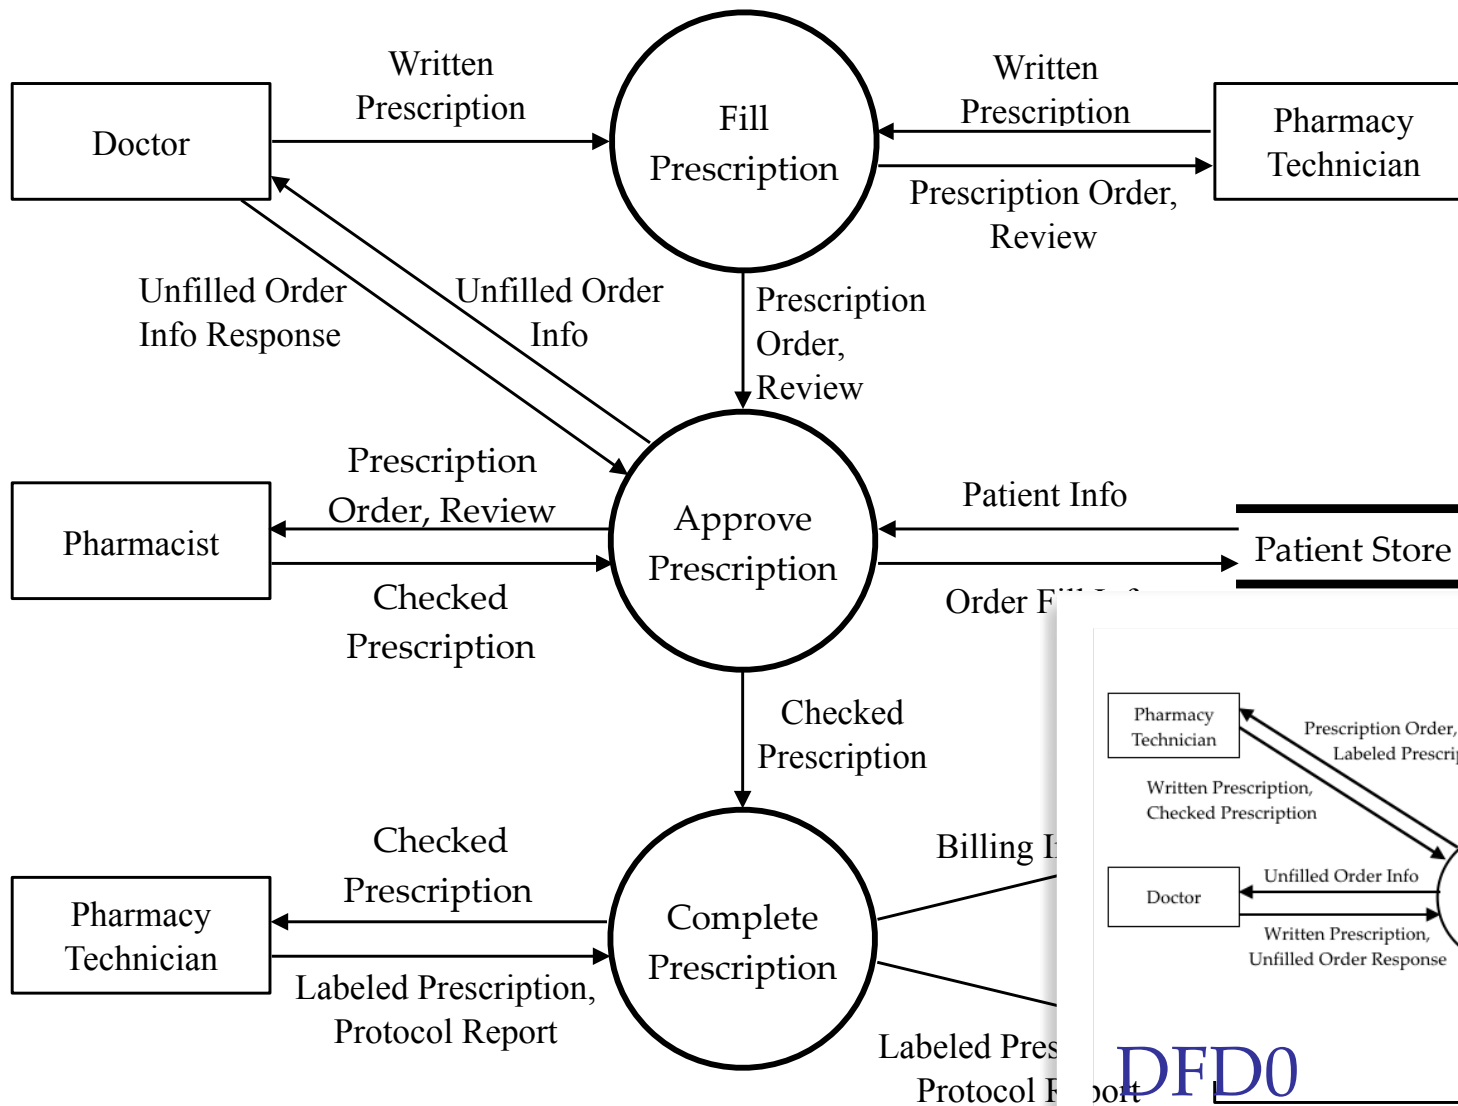 Written
Prescription
Doctor
Fill
Prescription
Written
Prescription
Pharmacy
Technician
Prescription Order,
Review
Unfilled Order
Info Response
Unfilled Order
Info
Prescription
Order,
Review
Prescription
Order, Review
Pharmacist
Checked
Prescription
Approve
Prescription
Patient Info
Patient Store
Order
Checked
Prescription
Checked
Prescription
Pharmacy
Technician
Labeled Prescription,
Protocol Report
Complete
Prescription
Billing
Labeled
Protocol
Pharmacy
Technician
Prescription Order,
Labeled
Written Prescription,
Checked Prescription
Doctor
Unfilled Order Info
Written Prescription,
Unfilled Order Response
DFD0